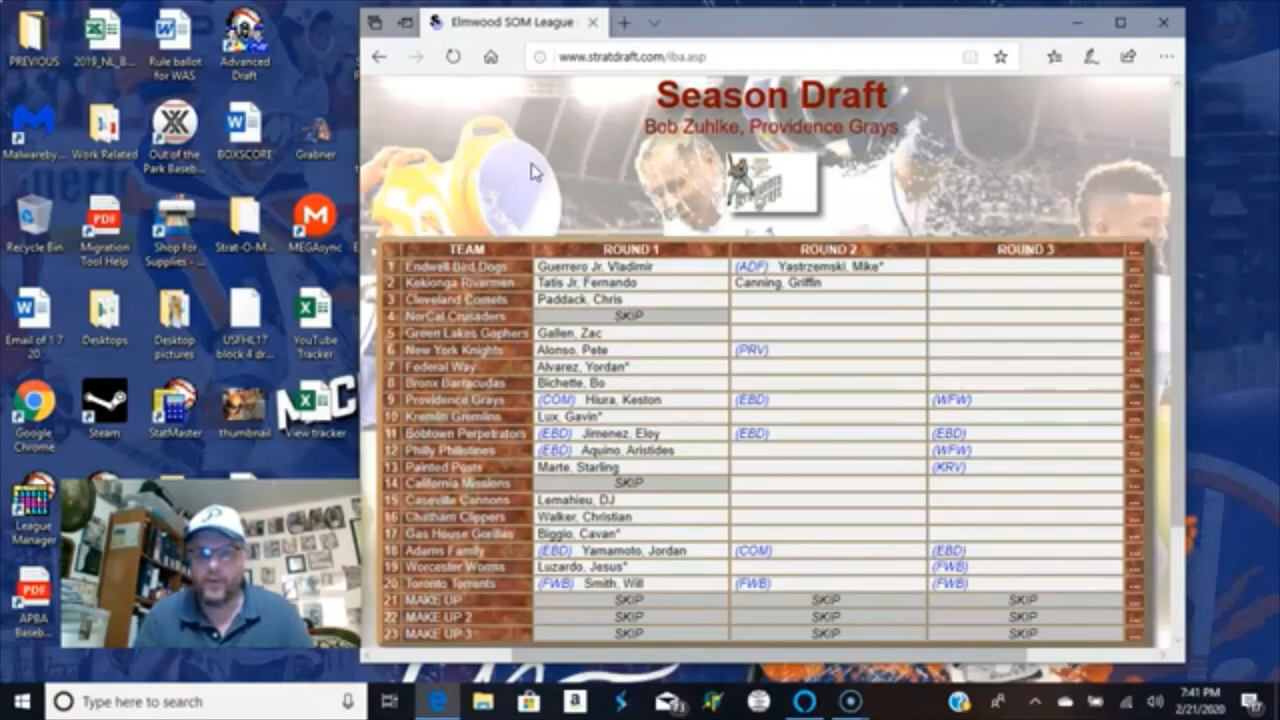 PREVIOUS
2019_NL_B...
Rule ballot for WAS
Advanced Draft
Malwareby...
Work Related
Out of the Park Baseb...
BOXSCORE
Grabner
Recycle Bin
PDF
Migration Tool Help
Shop for Supplies - ...
Strat-O-M...
MEGAsync
Email of 1 7 20
Desktops
Desktop pictures
USFHL17 block 4 dr...
YouTube Tracker
Google Chrome
Steam
StatMaster
thumbnail
View tracker
League Manager
PDF
APBA Baseb...
Elmwood SOM League
www.stratdraft.com/iba.asp
Season Draft
Bob Zuhlke, Providence Grays
TEAM ROUND 1 ROUND 2 ROUND 3 ...
1 Endwell Bird Dogs Guerrero Jr, Vladimir (ADF) Yastrzemski, Mike* ...
2 Kekionga Rivermen Tatis Jr, Fernando Canning, Griffin ...
3 Cleveland Comets Paddack, Chris ...
4 NorCal Crusaders SKIP ...
5 Green Lakes Gophers Gallen, Zac ...
6 New York Knights Alonso, Pete (PRV) ...
7 Federal Way Alvarez, Yordan* ...
8 Bronx Barracudas Bichette, Bo ...
9 Providence Grays (COM) Hiura, Keston (EBD) (WFW) ...
10 Kremlin Gremlins Lux, Gavin* ...
11 Bobtown Perpetrators (EBD) Jimenez, Eloy (EBD) (EBD) ...
12 Philly Philistines (EBD) Aquino, Aristides (WFW) ...
13 Painted Posts Marte, Starling (KRV) ...
14 California Missions SKIP ...
15 Caseville Cannons Lemahieu, DJ ...
16 Chatham Clippers Walker, Christian ...
17 Gas House Gorillas Biggio, Cavan* ...
18 Adams Family (EBD) Yamamoto, Jordan (COM) (EBD) ...
19 Worcester Worms Luzardo, Jesus* (FWB) ...
20 Toronto Torrents (FWB) Smith, Will (FWB) (FWB) ...
21 MAKE UP SKIP SKIP SKIP ...
22 MAKE UP 2 SKIP SKIP SKIP ...
23 MAKE UP 3 SKIP SKIP SKIP ...
Type here to search
7:41 PM
2/21/2020